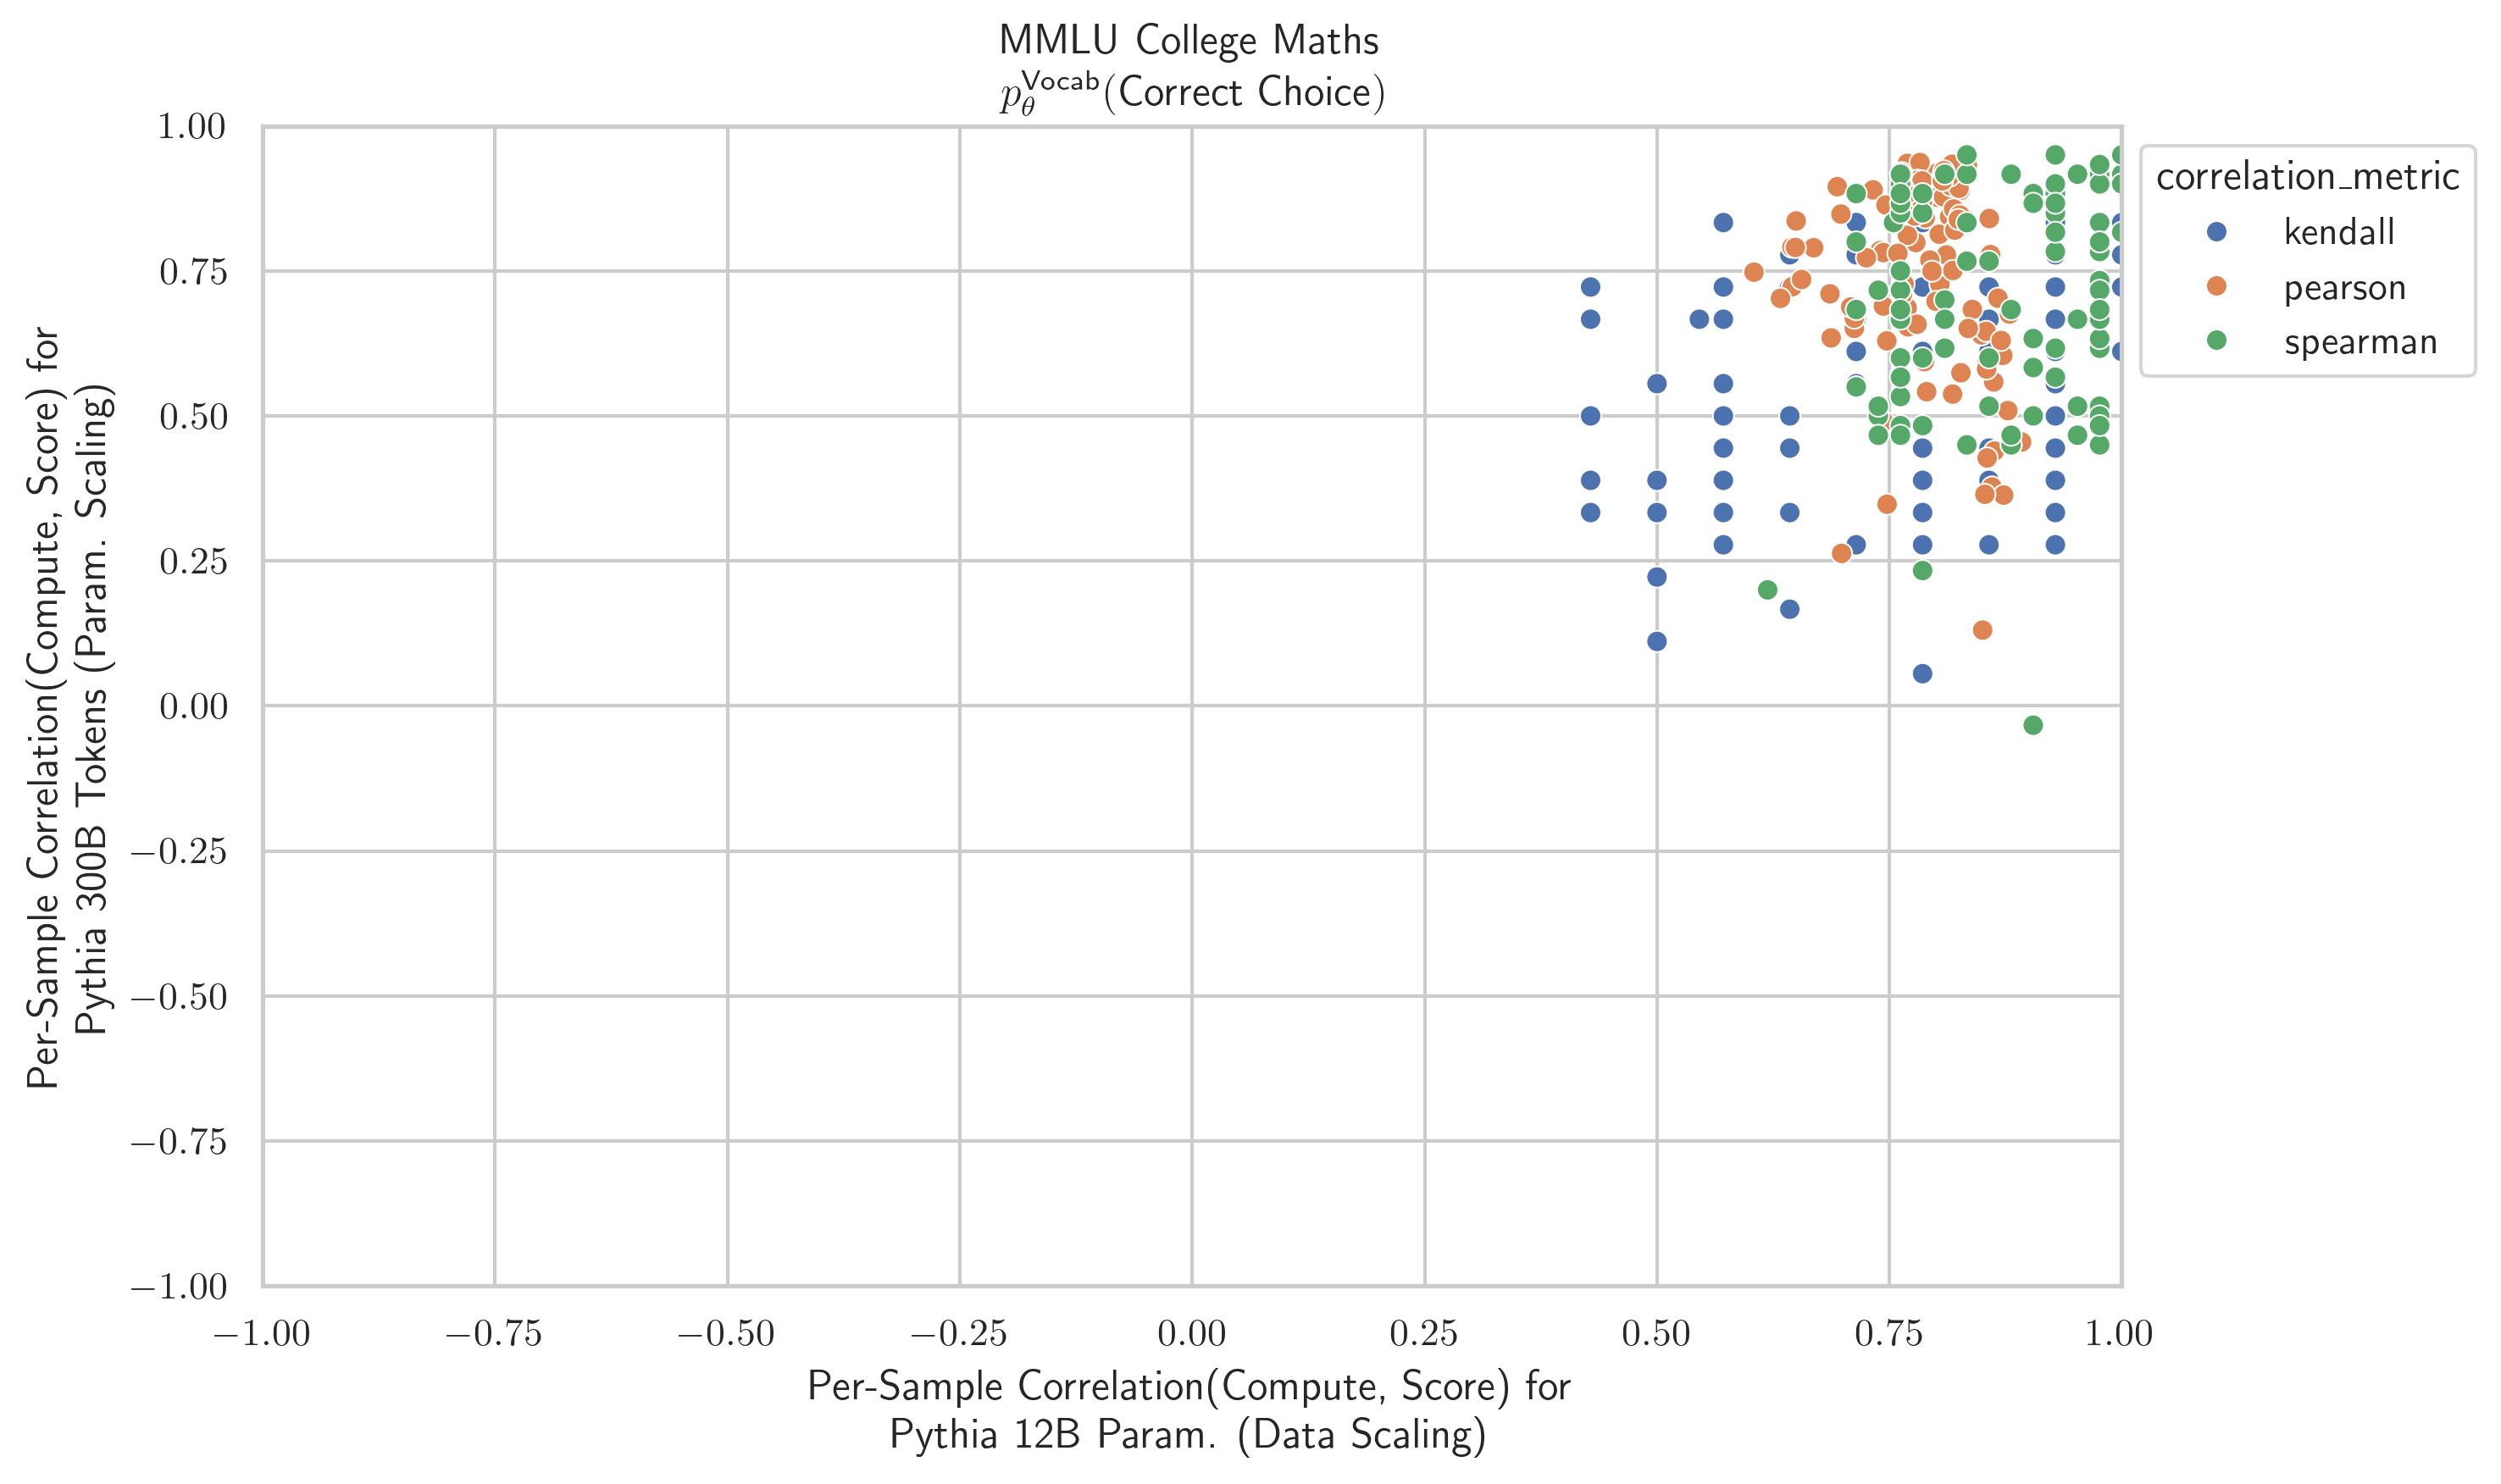 MMLU College Maths
p_θ^Vocab(Correct Choice)
1.00
0.75
0.50
0.25
0.00
−0.25
−0.50
−0.75
−1.00
Per-Sample Correlation(Compute, Score) for
Pythia 300B Tokens (Param. Scaling)
correlation_metric
kendall
pearson
spearman
−1.00 −0.75 −0.50 −0.25 0.00 0.25 0.50 0.75 1.00
Per-Sample Correlation(Compute, Score) for
Pythia 12B Param. (Data Scaling)